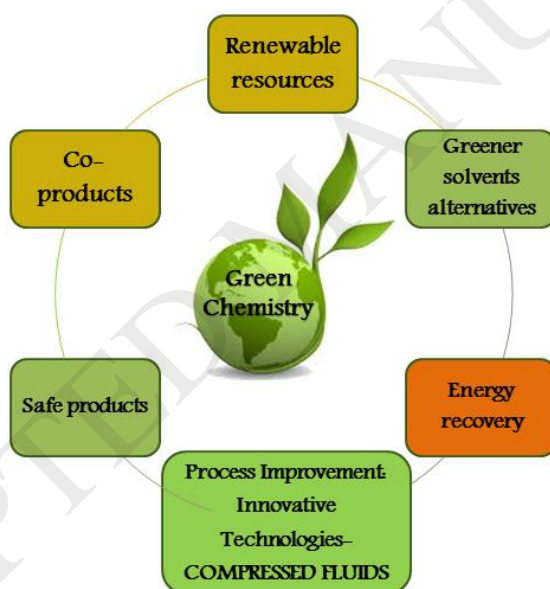 Renewable
resources
Greener
solvents
alternatives
Energy
recovery
Process Improvement:
Innovative
Technologies-
COMPRESSED FLUIDS
Safe products
Co-
products
Green
Chemistry